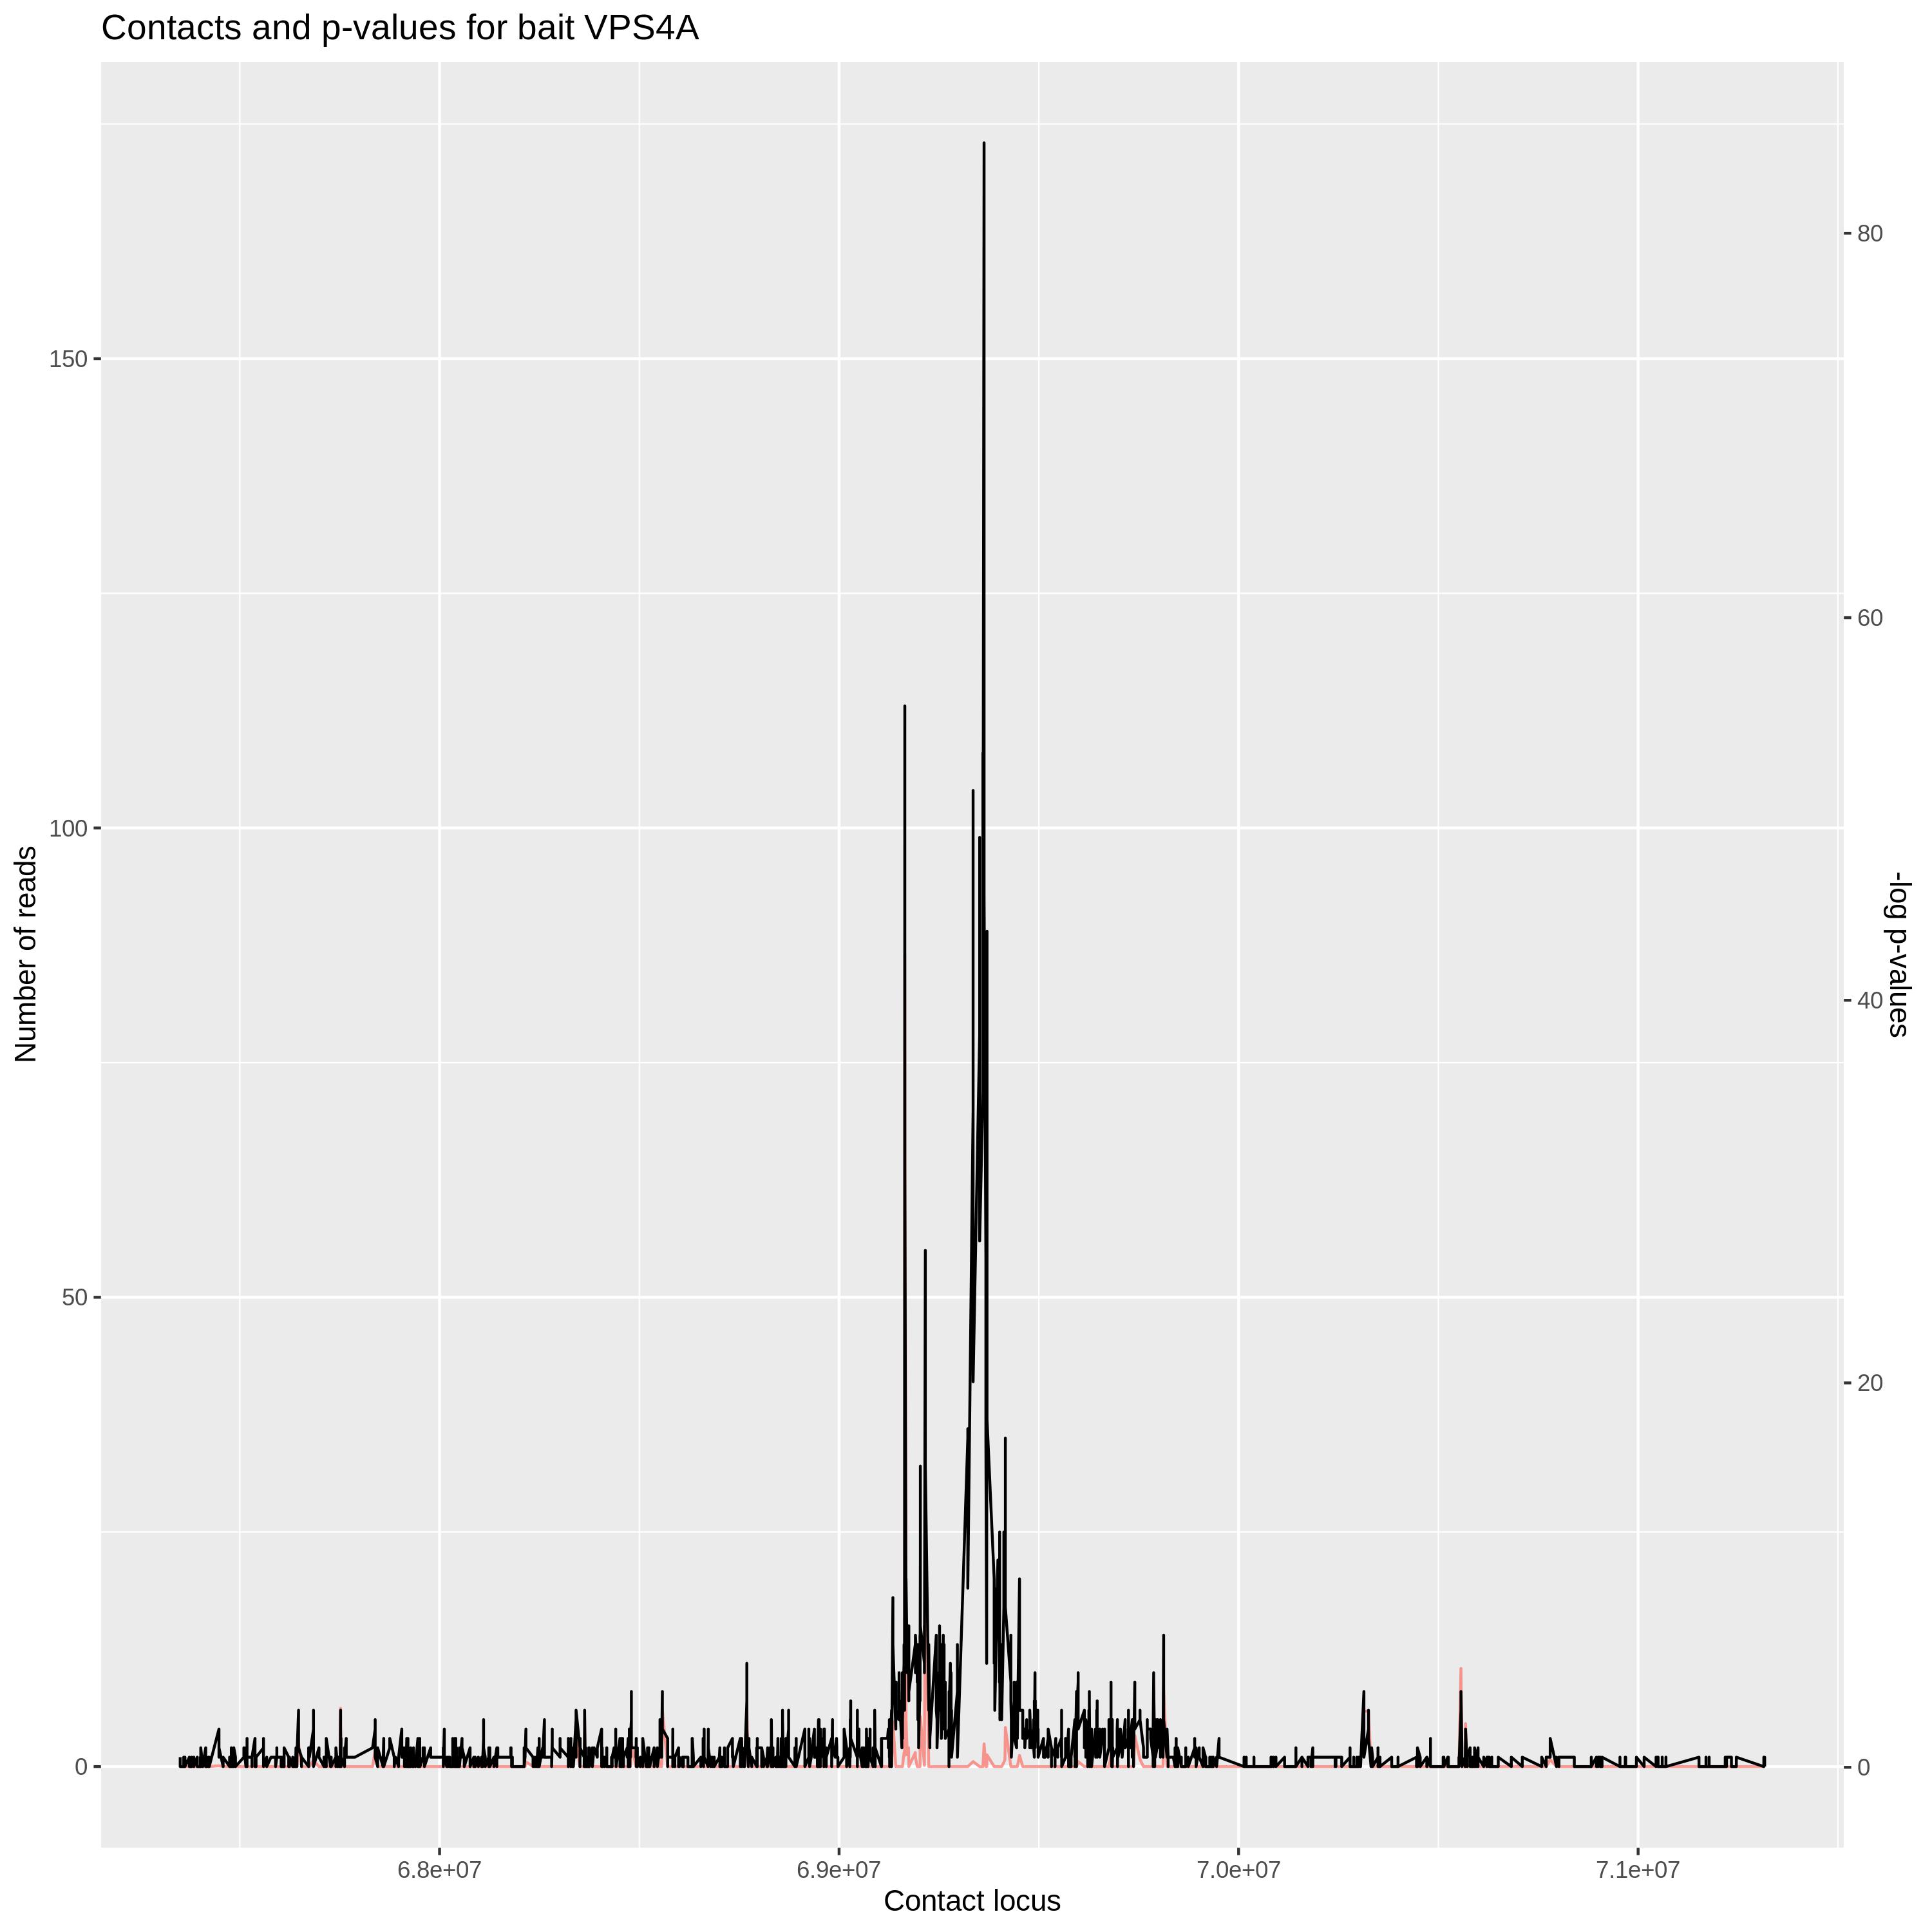 Contacts and p-values for bait VPS4A
Number of reads
150
100
50
0
80
60
40
20
0
-log p-values
6.8e+07
6.9e+07
7.0e+07
7.1e+07
Contact locus